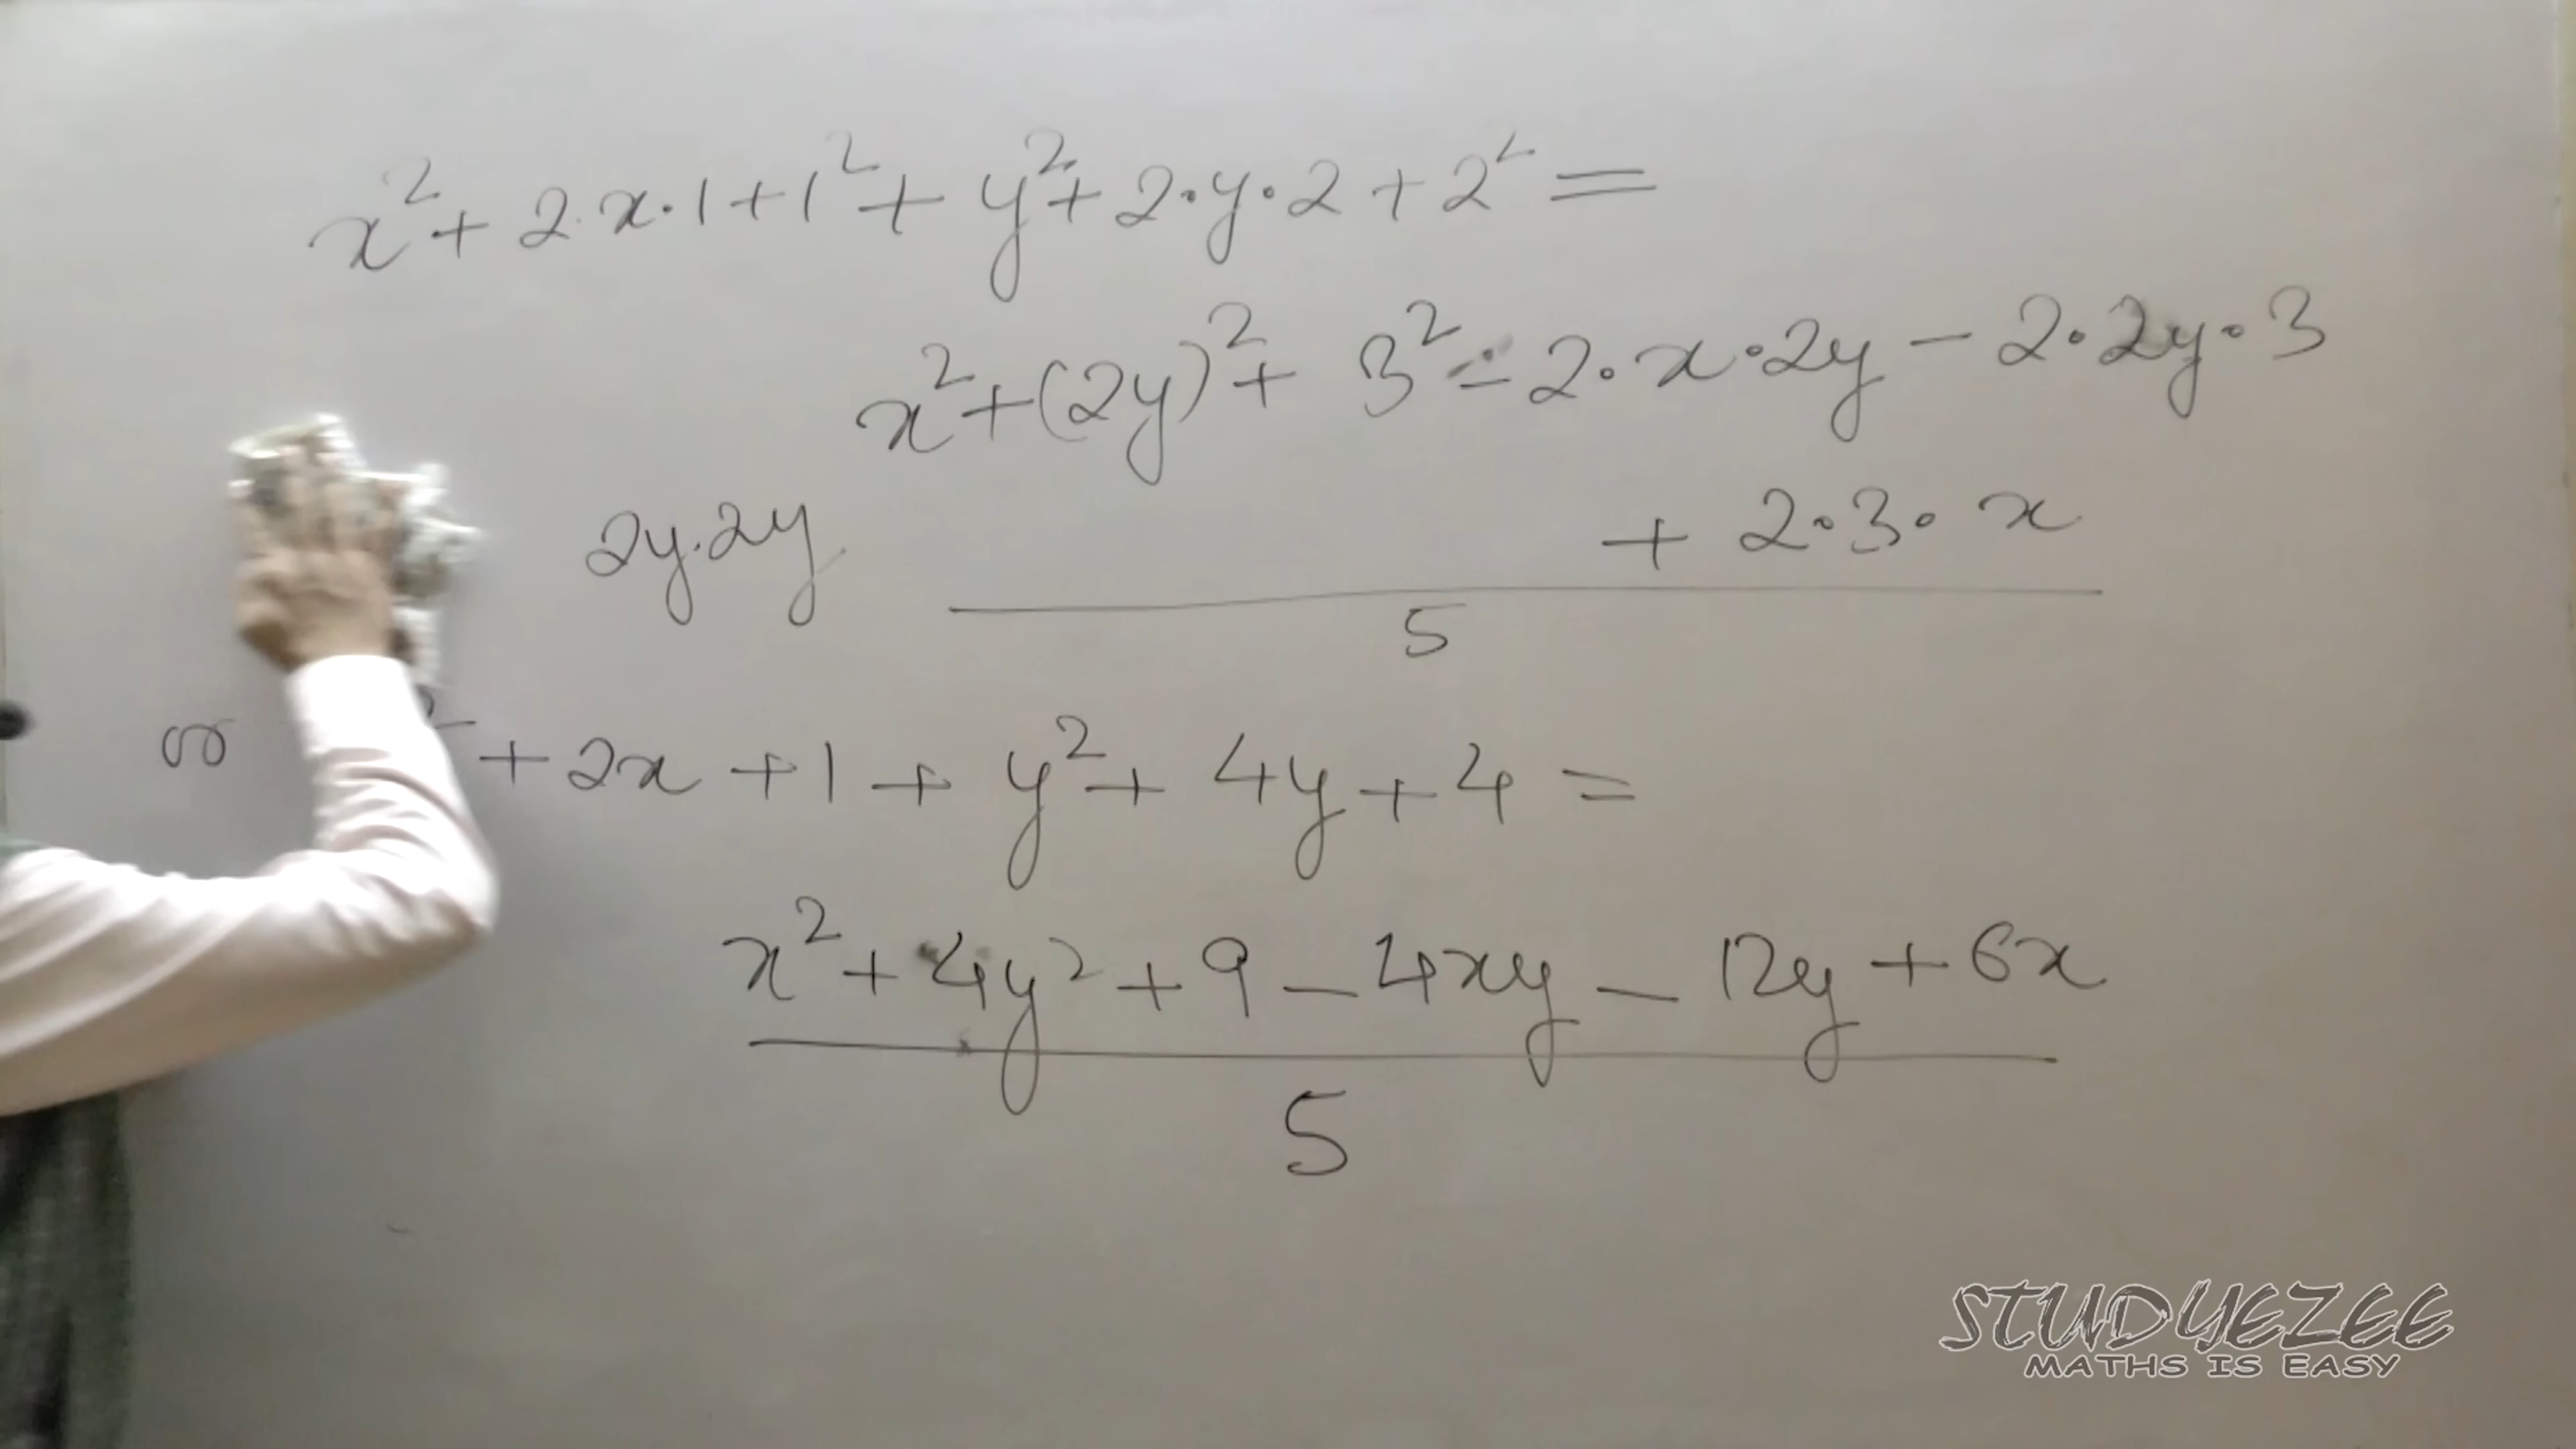 x² + 2·x·1 + 1² + y² + 2·y·2 + 2² =
x² + (2y)² + 3² - 2·x·2y - 2·2y·3
2y·2y
+ 2·3·x
5
or ² + 2x + 1 + y² + 4y + 4 =
x² + 4y² + 9 - 4xy - 12y + 6x
5
STUDYEZEE
MATHS IS EASY